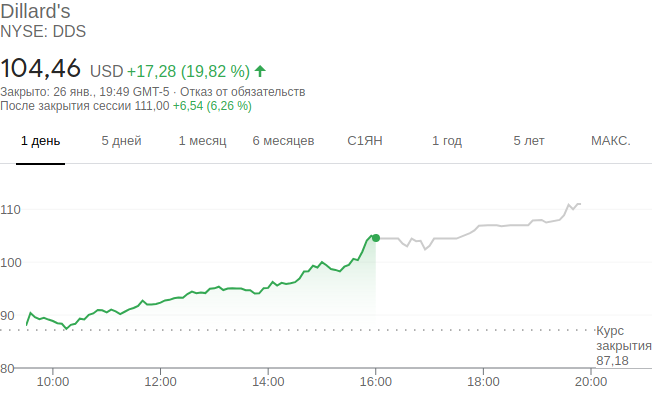 Dillard's
NYSE: DDS
104,46 USD +17,28 (19,82 %)
Закрыто: 26 янв., 19:49 GMT-5 · Отказ от обязательств
После закрытия сессии 111,00 +6,54 (6,26 %)
1 день 5 дней 1 месяц 6 месяцев С1ЯН 1 год 5 лет МАКС.
110
100
90
Курс
закрытия
87,18
80
10:00 12:00 14:00 16:00 18:00 20:00